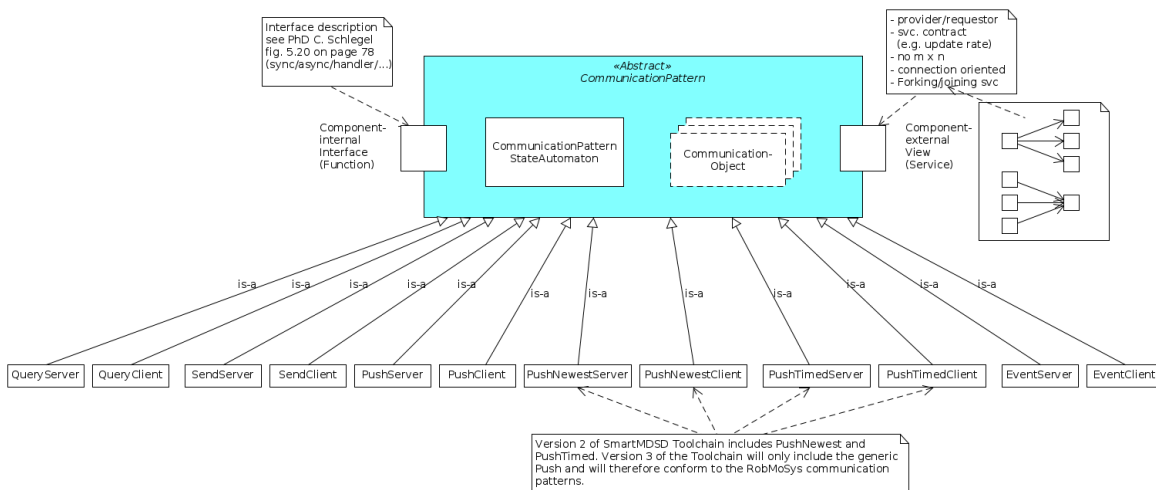 Interface description
see PhD C. Schlegel
fig. 5.20 on page 78
(sync/async/handler/...)
- provider/requestor
- svc. contract
(e.g. update rate)
- no m x n
- connection oriented
- Forking/joining svc
«Abstract»
CommunicationPattern
Component-
internal
Interface
(Function)
CommunicationPattern
StateAutomaton
Communication-
Object
Component-
external
View
(Service)
is-a
is-a
is-a
is-a
is-a
is-a
is-a
is-a
is-a
is-a
is-a
is-a
QueryServer
QueryClient
SendServer
SendClient
PushServer
PushClient
PushNewestServer
PushNewestClient
PushTimedServer
PushTimedClient
EventServer
EventClient
Version 2 of SmartMDSD Toolchain includes PushNewest and
PushTimed. Version 3 of the Toolchain will only include the generic
Push and will therefore conform to the RobMoSys communication
patterns.